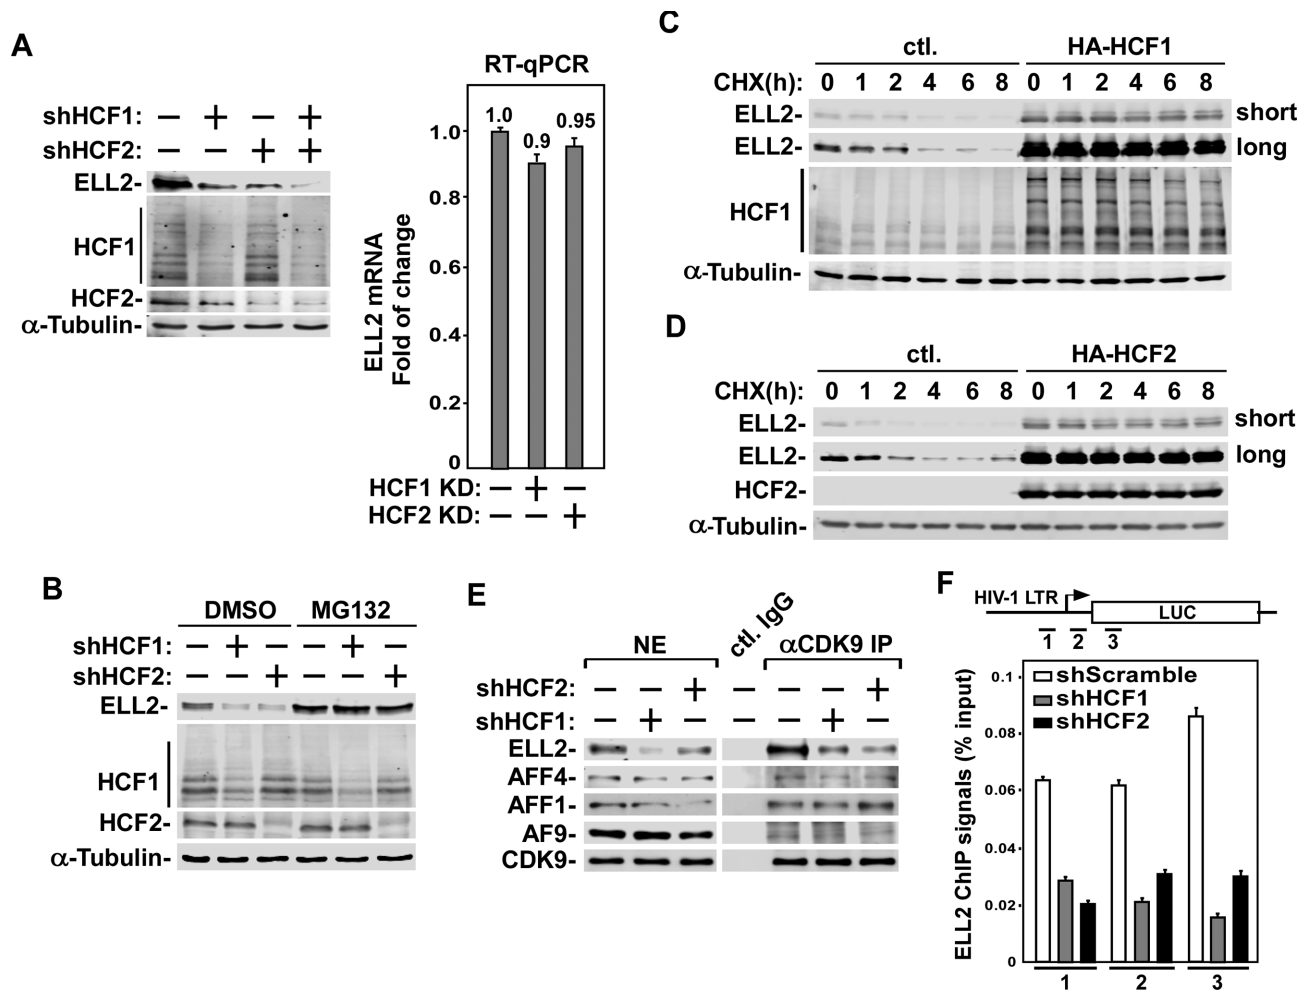 A
shHCF1: – + – +
shHCF2: – – + +
ELL2-
HCF1
HCF2-
α-Tubulin-
RT-qPCR
ELL2 mRNA
Fold of change
1.0
0.8
0.6
0.4
0.2
0
1.0 0.9 0.95
HCF1 KD: – + –
HCF2 KD: – – +
B
DMSO MG132
shHCF1: – + – – + –
shHCF2: – – + – – +
ELL2-
HCF1
HCF2-
α-Tubulin-
C
ctl. HA-HCF1
CHX(h): 0 1 2 4 6 8 0 1 2 4 6 8
ELL2- short
ELL2- long
HCF1
α-Tubulin-
D
ctl. HA-HCF2
CHX(h): 0 1 2 4 6 8 0 1 2 4 6 8
ELL2- short
ELL2- long
HCF2-
α-Tubulin-
E
NE ctl. IgG αCDK9 IP
shHCF2: – – + – – – +
shHCF1: – + – – – + –
ELL2-
AFF4-
AFF1-
AF9-
CDK9-
F
HIV-1 LTR LUC
1 2 3
ELL2 ChIP signals (% input)
0.1
0.08
0.06
0.04
0.02
0
shScramble
shHCF1
shHCF2
1 2 3